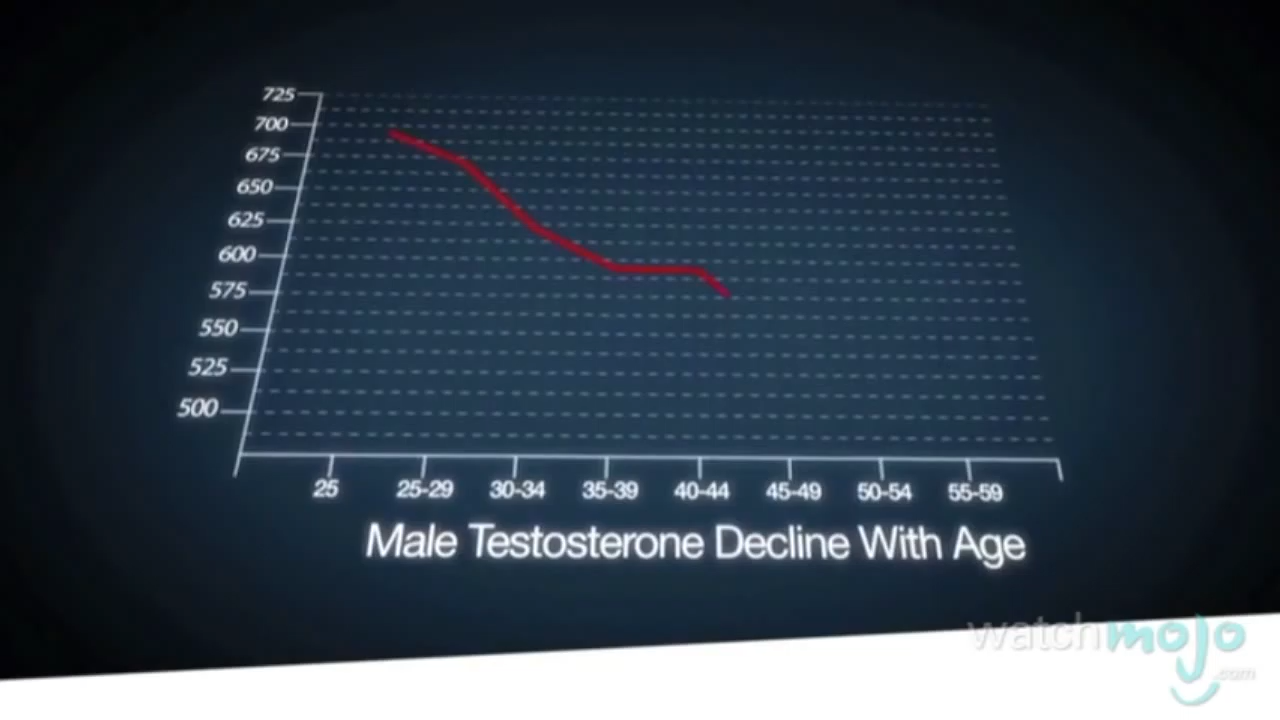 725
700
675
650
625
600
575
550
525
500
25 25-29 30-34 35-39 40-44 45-49 50-54 55-59
Male Testosterone Decline With Age
watchmojo
.com